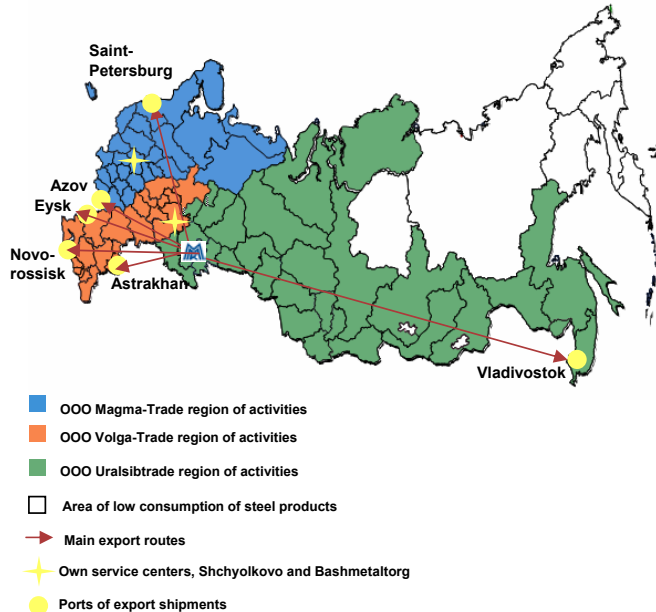 Saint-
Petersburg
Azov
Eysk
Novo-
rossisk
Astrakhan
Vladivostok
OOO Magma-Trade region of activities
OOO Volga-Trade region of activities
OOO Uralsibtrade region of activities
Area of low consumption of steel products
Main export routes
Own service centers, Shchyolkovo and Bashmetaltorg
Ports of export shipments